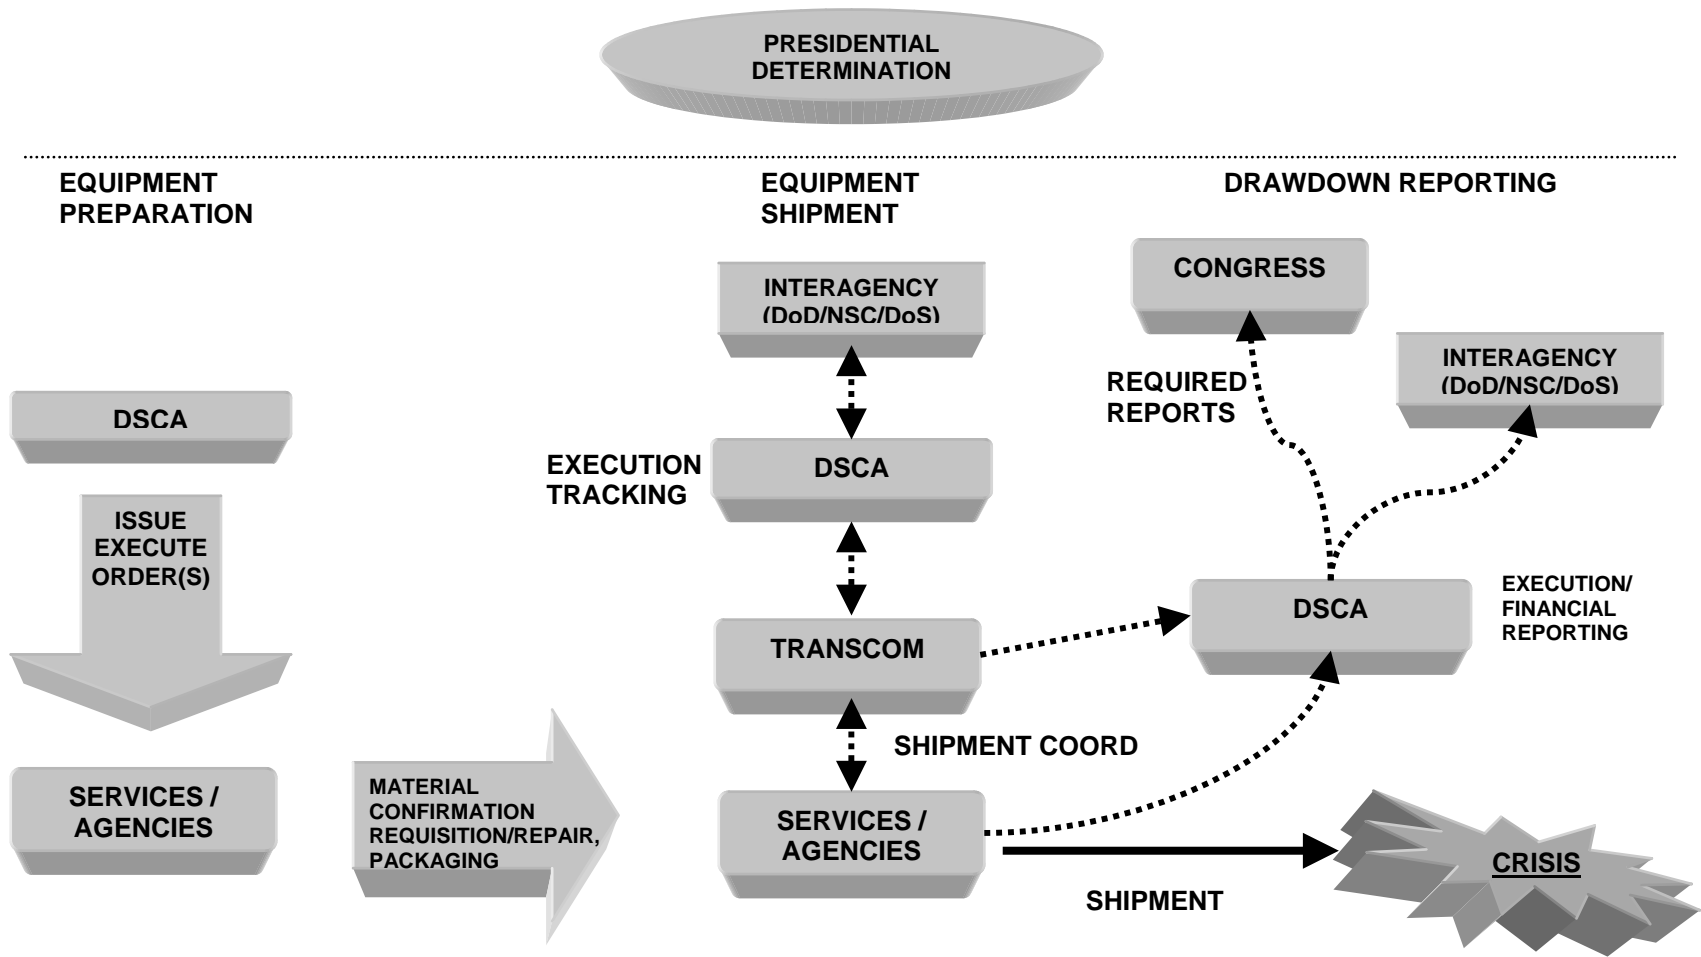 PRESIDENTIAL
DETERMINATION
EQUIPMENT
PREPARATION
DSCA
ISSUE
EXECUTE
ORDER(S)
SERVICES /
AGENCIES
MATERIAL
CONFIRMATION
REQUISITION/REPAIR,
PACKAGING
EQUIPMENT
SHIPMENT
INTERAGENCY
(DoD/NSC/DoS)
EXECUTION
TRACKING
DSCA
TRANSCOM
SHIPMENT COORD
SERVICES /
AGENCIES
SHIPMENT
CRISIS
DRAWDOWN REPORTING
CONGRESS
INTERAGENCY
(DoD/NSC/DoS)
REQUIRED
REPORTS
DSCA
EXECUTION/
FINANCIAL
REPORTING